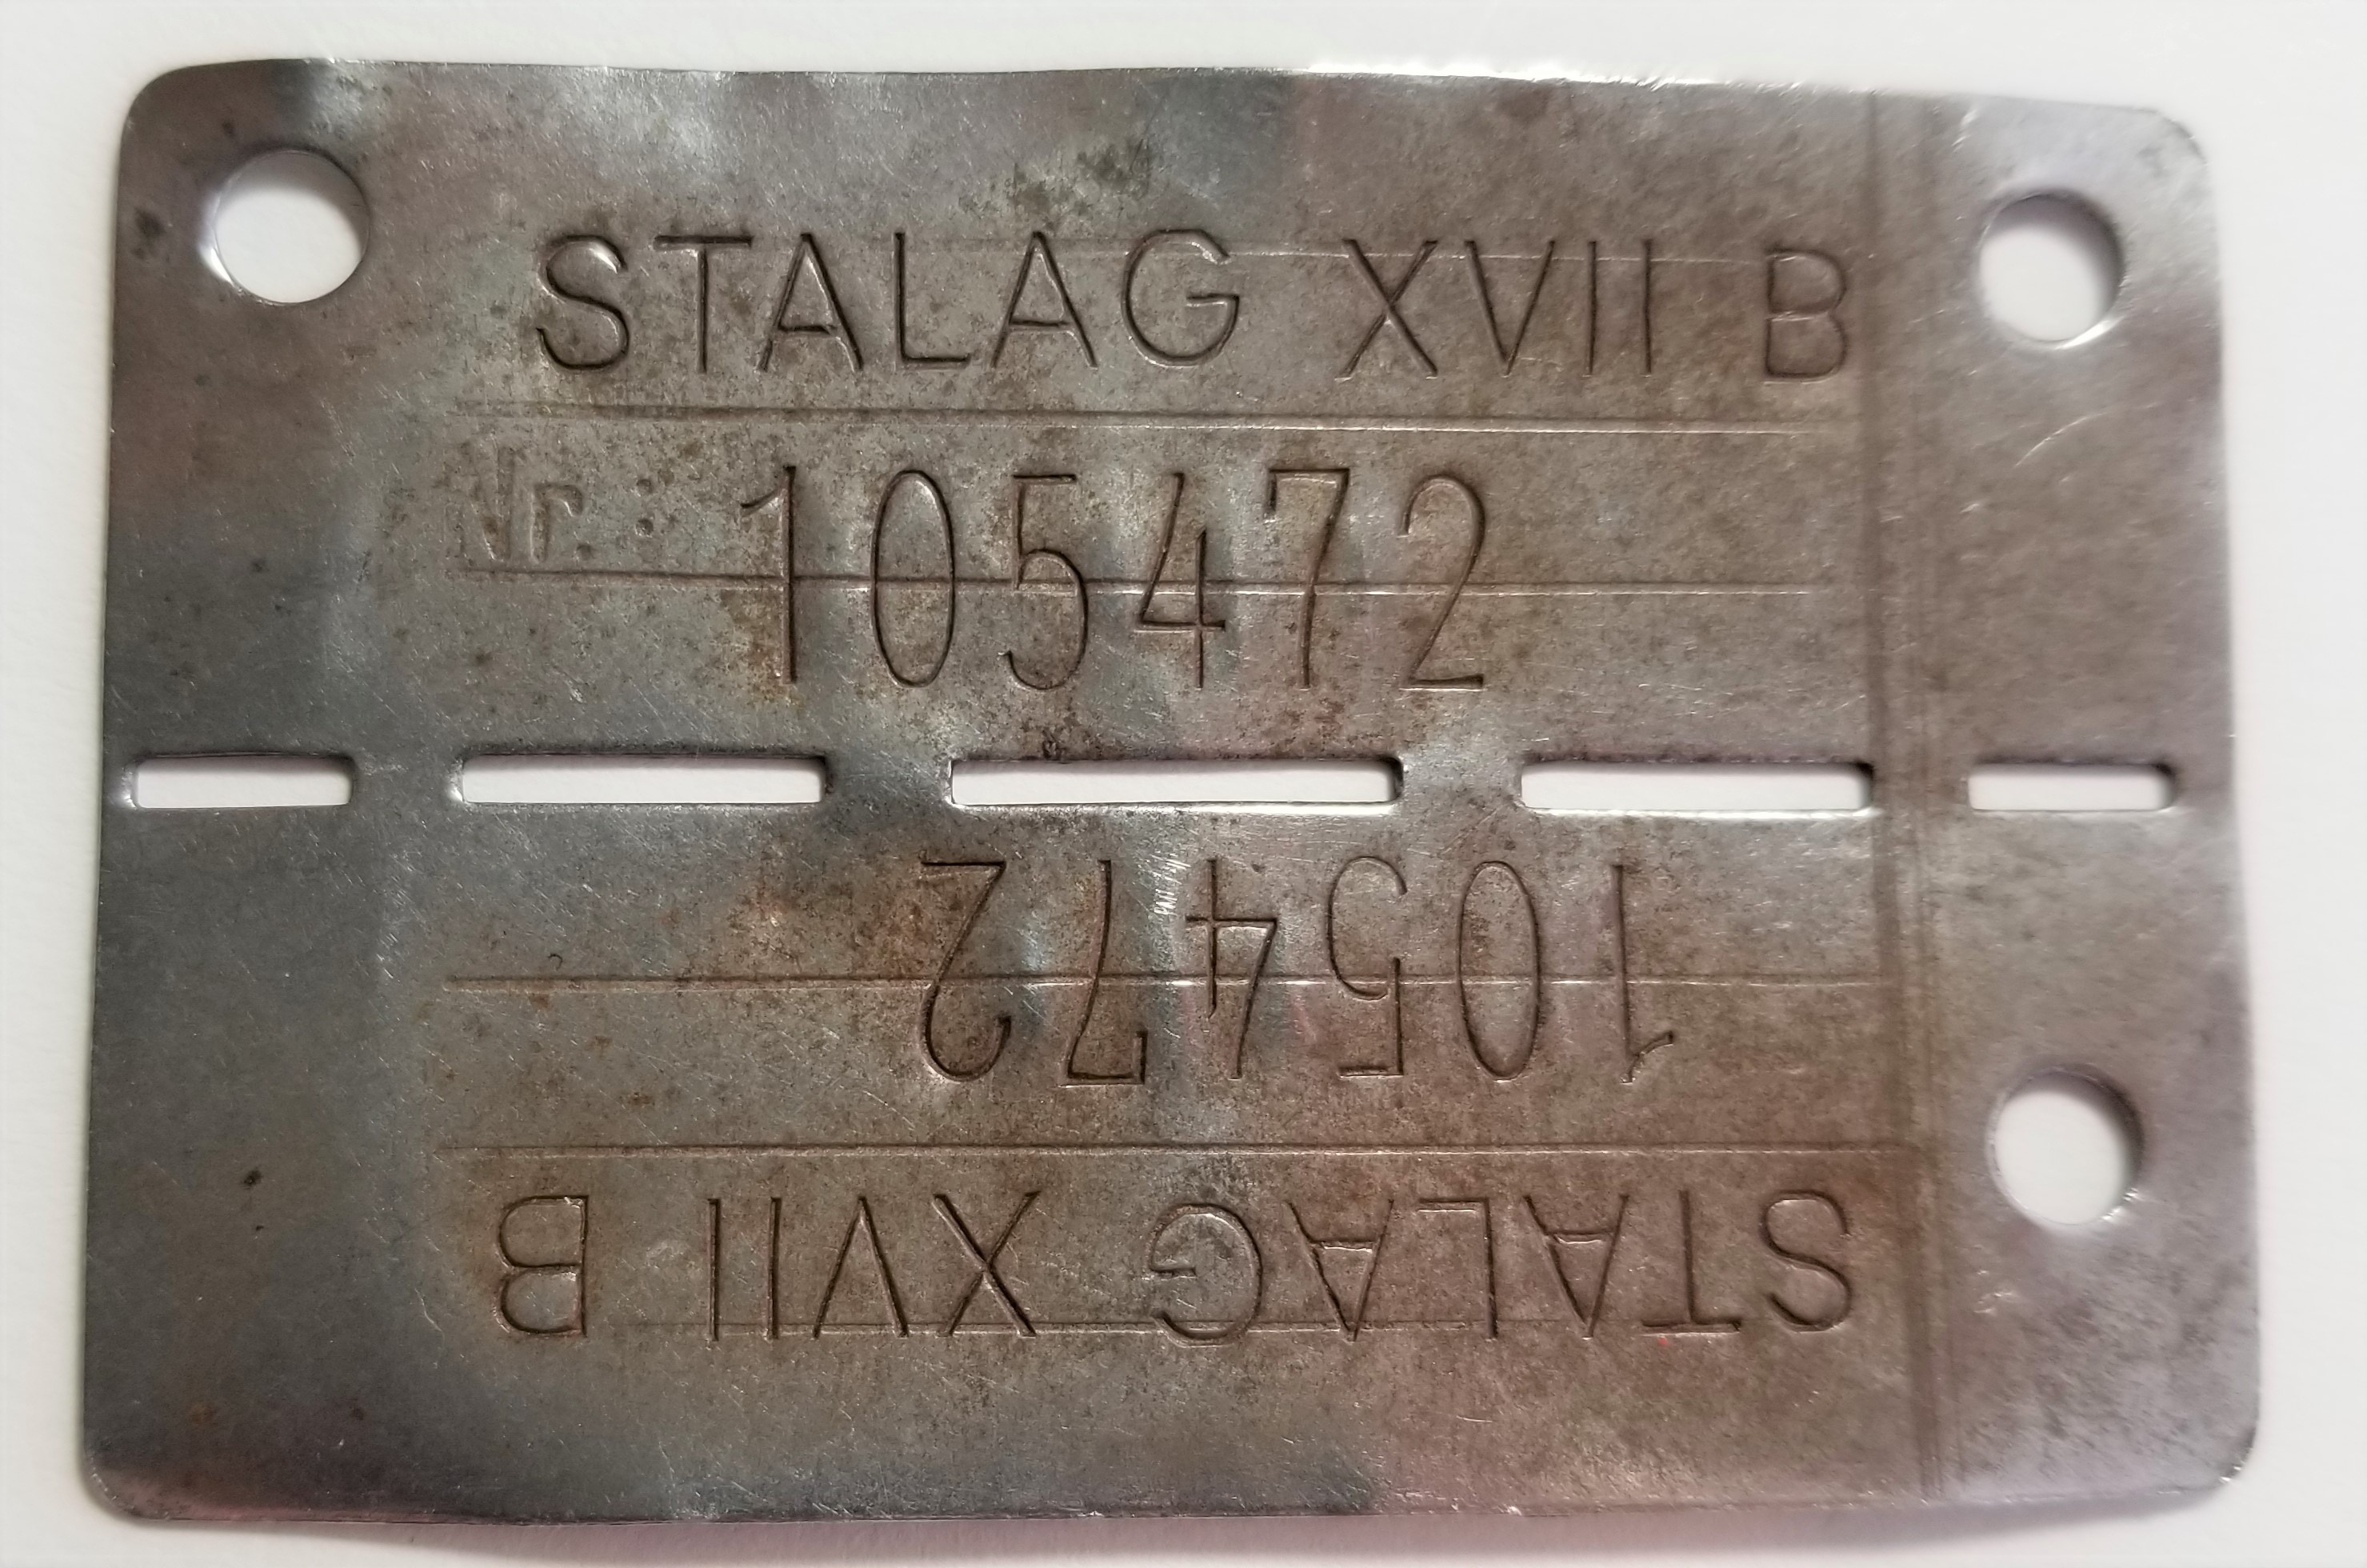 STALAG XVII B
Nr.: 105472
105472
STALAG XVII B